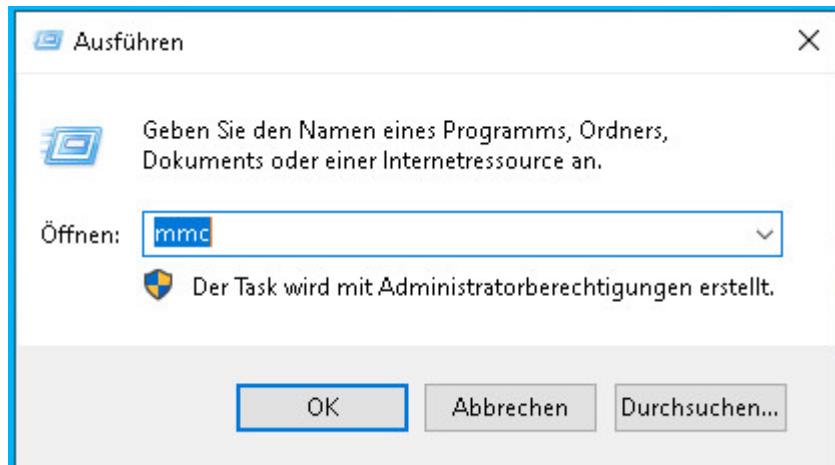 Ausführen
Geben Sie den Namen eines Programms, Ordners,
Dokuments oder einer Internetressource an.
Öffnen: mmc
Der Task wird mit Administratorberechtigungen erstellt.
OK Abbrechen Durchsuchen...